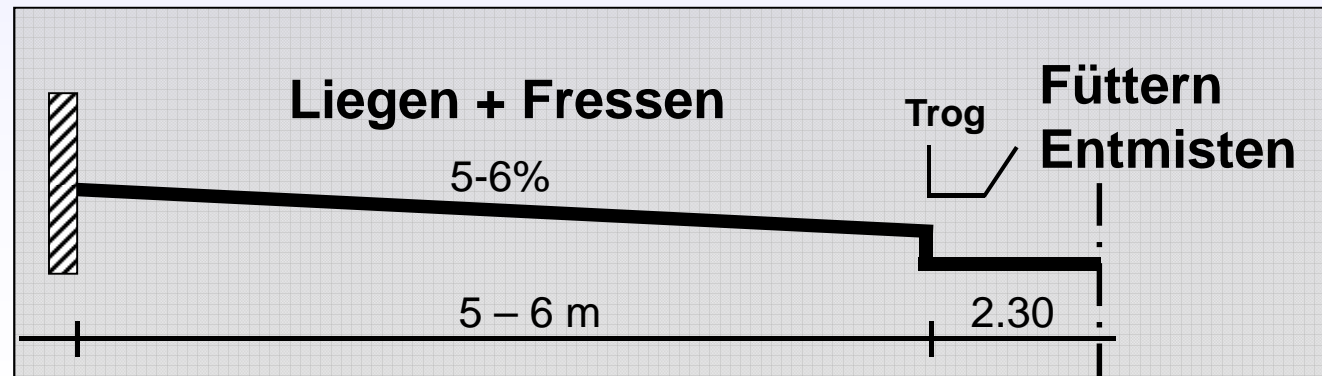 Liegen + Fressen
Trog
Füttern
Entmisten
5-6%
5 – 6 m
2.30